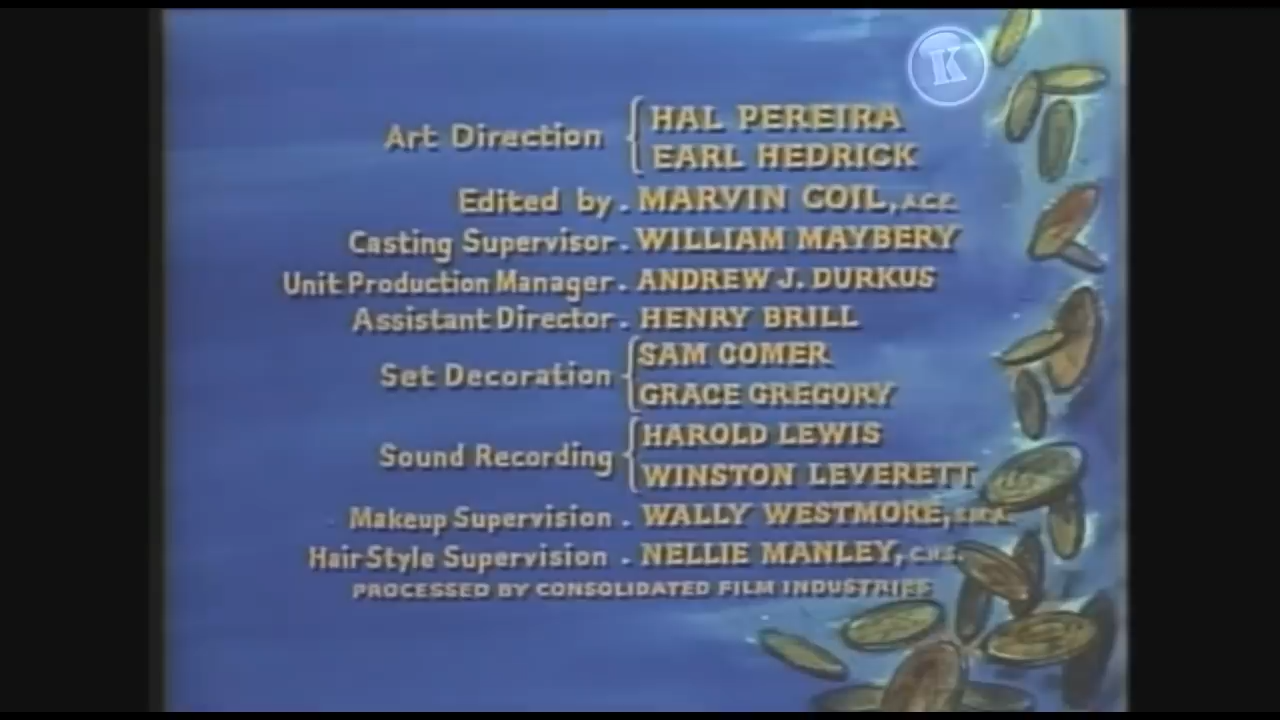 K
Art Direction { HAL PEREIRA
EARL HEDRICK
Edited by . MARVIN COIL, A.C.E.
Casting Supervisor . WILLIAM MAYBERY
Unit Production Manager . ANDREW J. DURKUS
Assistant Director . HENRY BRILL
Set Decoration { SAM COMER
GRACE GREGORY
Sound Recording { HAROLD LEWIS
WINSTON LEVERETT
Makeup Supervision . WALLY WESTMORE,
Hair Style Supervision . NELLIE MANLEY, C.H.S.
PROCESSED BY CONSOLIDATED FILM INDUSTRIES